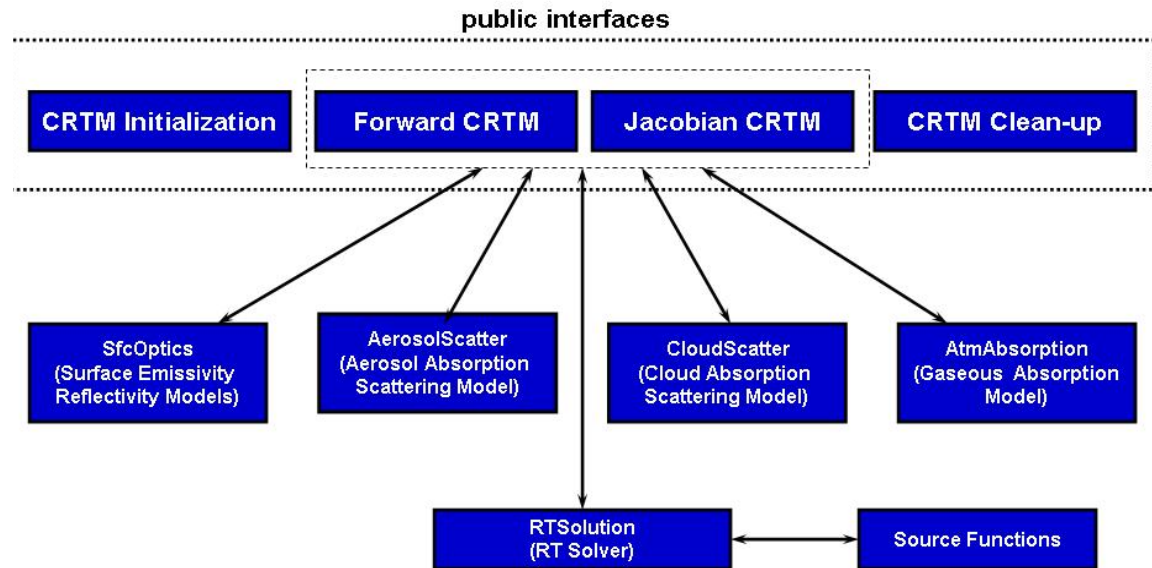 public interfaces
CRTM Initialization
Forward CRTM
Jacobian CRTM
CRTM Clean-up
SfcOptics
(Surface Emissivity
Reflectivity Models)
AerosolScatter
(Aerosol Absorption
Scattering Model)
CloudScatter
(Cloud Absorption
Scattering Model)
AtmAbsorption
(Gaseous Absorption
Model)
RTSolution
(RT Solver)
Source Functions